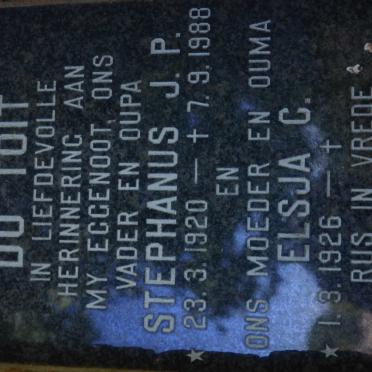 DU TOIT
IN LIEFDEVOLLE
HERINNERING AAN
MY EGGENOOT, ONS
VADER EN OUPA
STEPHANUS J. P.
★ 23.3.1920 — † 7.9.1988
EN
ONS MOEDER EN OUMA
ELSJA C.
★ 1.3.1926 — †
RUS IN VREDE